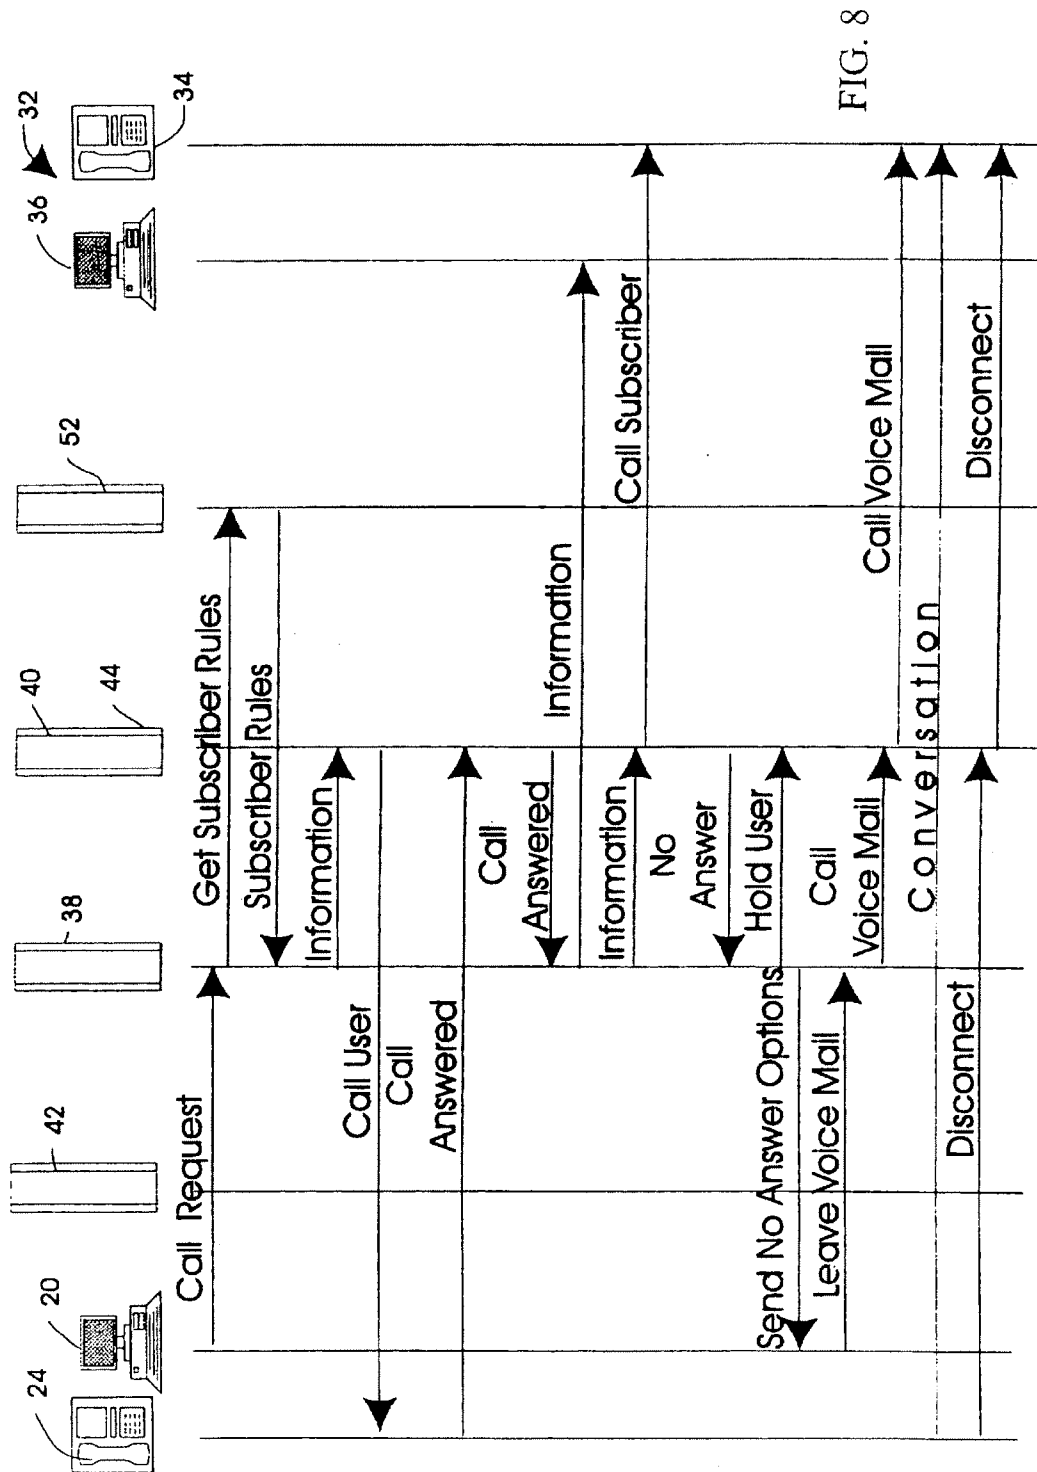 24
20
42
38
40
44
52
36
32
34
Call Request
Get Subscriber Rules
Subscriber Rules
Information
Call User
Call
Answered
Call
Answered
Information
Information
Call Subscriber
No
Answer
Hold User
Send No Answer Options
Leave Voice Mail
Call
Voice Mail
Call Voice Mail
Conversation
Disconnect
Disconnect
FIG. 8